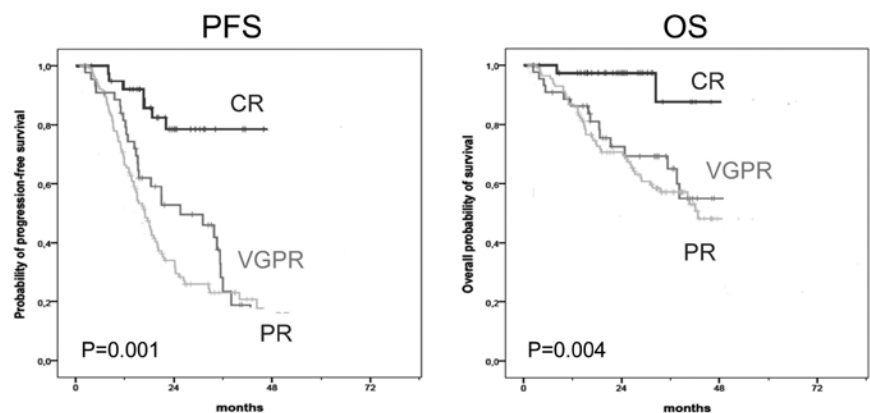 PFS
Probability of progression-free survival
1,0
0,8
0,6
0,4
0,2
0,0
CR
VGPR
PR
P=0.001
0
24
48
72
months
OS
Overall probability of survival
1,0
0,8
0,6
0,4
0,2
0,0
CR
VGPR
PR
P=0.004
0
24
48
72
months